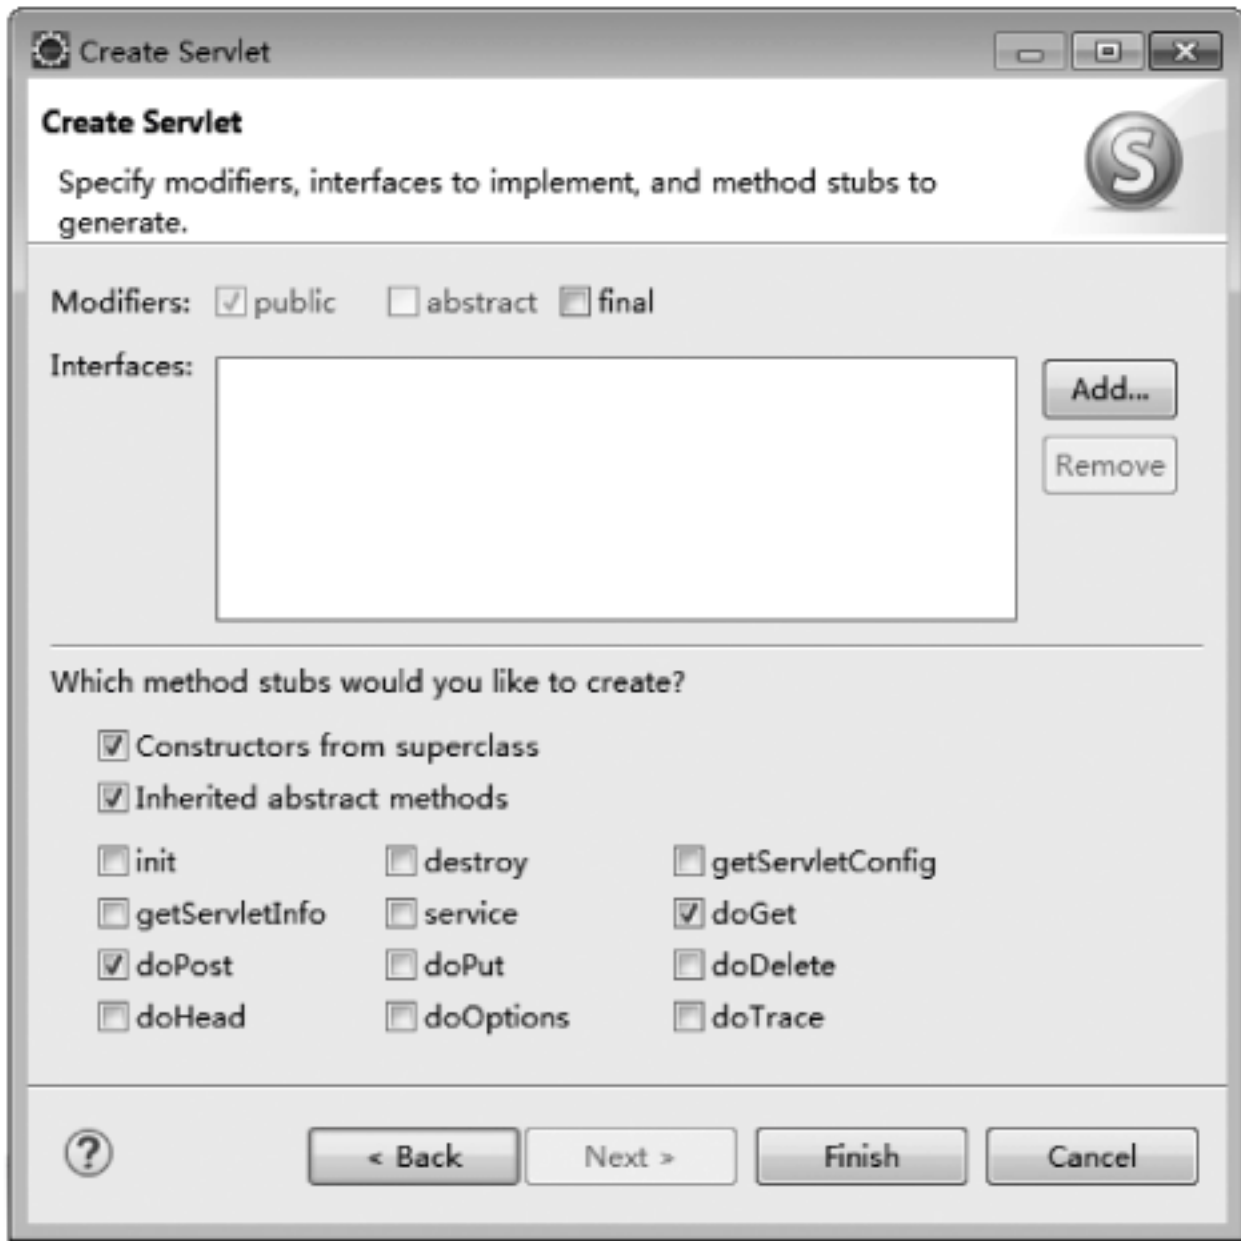 Create Servlet
Create Servlet
Specify modifiers, interfaces to implement, and method stubs to
generate.
S
Modifiers: public abstract final
Interfaces:
Add...
Remove
Which method stubs would you like to create?
Constructors from superclass
Inherited abstract methods
init destroy getServletConfig
getServletInfo service doGet
doPost doPut doDelete
doHead doOptions doTrace
? < Back Next > Finish Cancel